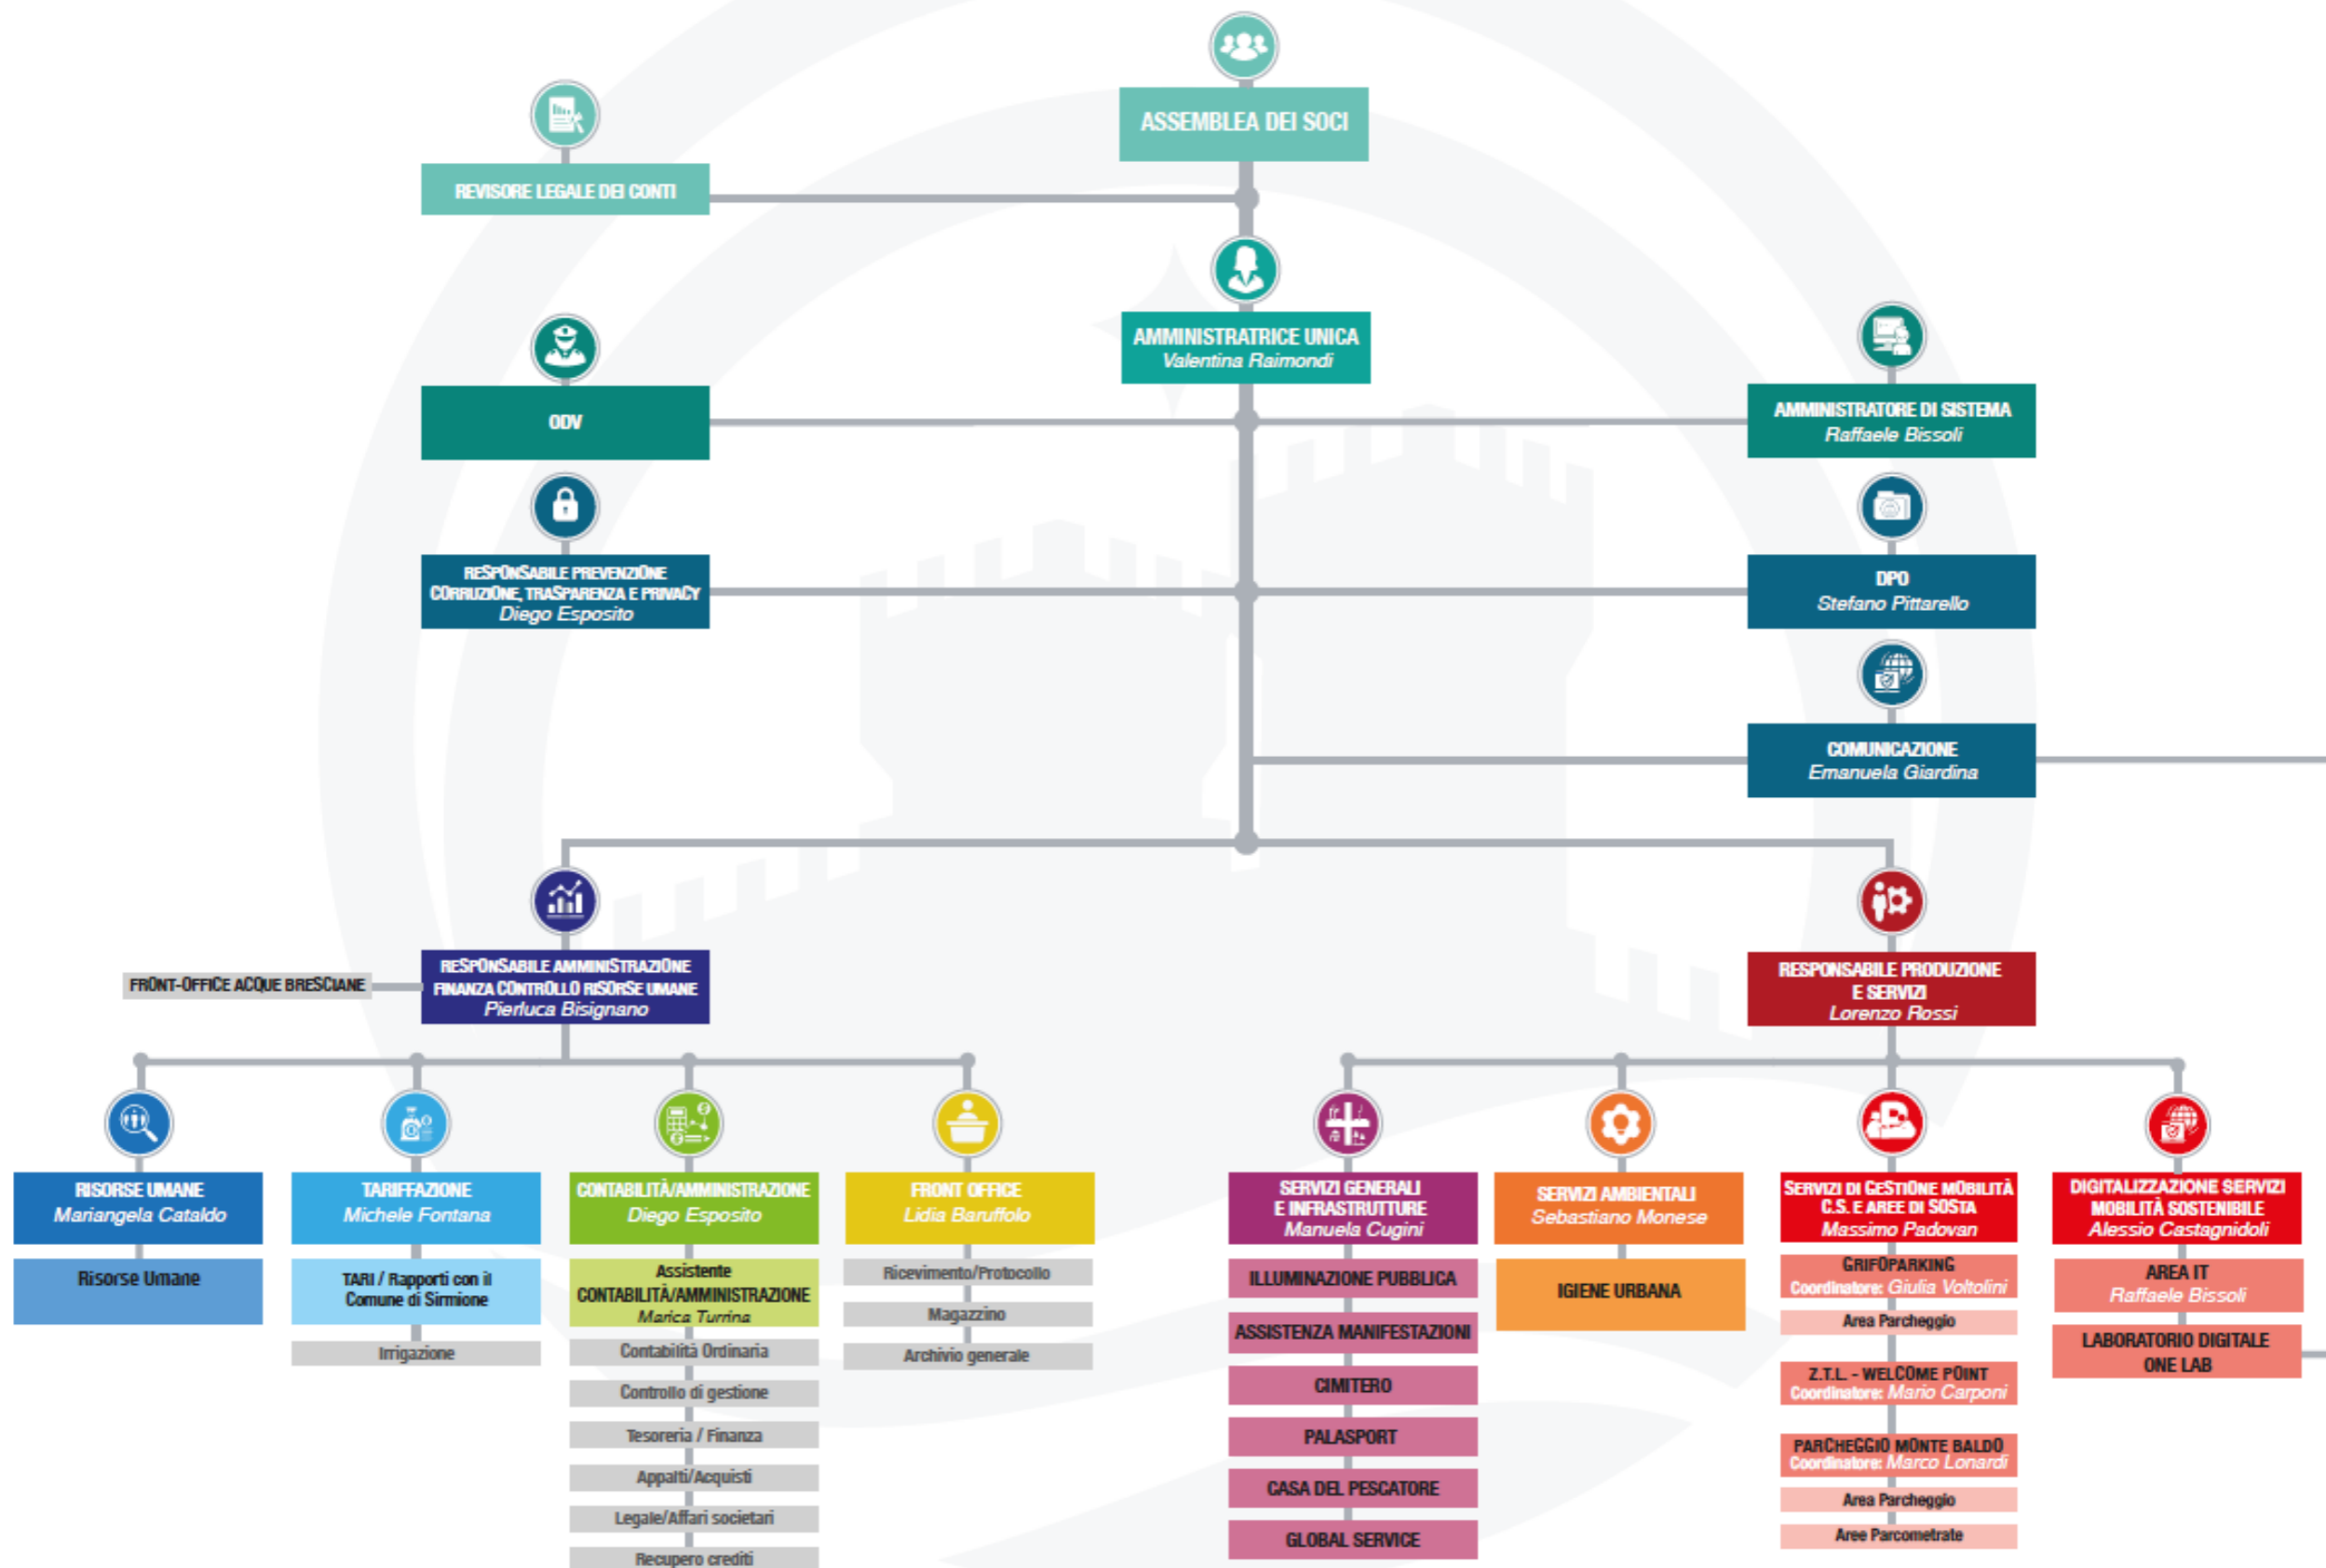 ASSEMBLEA DEI SOCI
REVISORE LEGALE DEI CONTI
AMMINISTRATRICE UNICA
Valentina Raimondi
ODV
AMMINISTRATORE DI SISTEMA
Raffaele Bissoli
RESPONSABILE PREVENZIONE
CORRUZIONE, TRASPARENZA E PRIVACY
Diego Esposito
DPO
Stefano Pittarello
COMUNICAZIONE
Emanuela Giardina
FRONT-OFFICE ACQUE BRESCIANE
RESPONSABILE AMMINISTRAZIONE
FINANZA CONTROLLO RISORSE UMANE
Pierluca Bisignano
RESPONSABILE PRODUZIONE
E SERVIZI
Lorenzo Rossi
RISORSE UMANE
Mariangela Cataldo
Risorse Umane
TARIFFAZIONE
Michele Fontana
TARI / Rapporti con il
Comune di Sirmione
Irrigazione
CONTABILITÀ/AMMINISTRAZIONE
Diego Esposito
Assistente
CONTABILITÀ/AMMINISTRAZIONE
Marica Turrina
Contabilità Ordinaria
Controllo di gestione
Tesoreria / Finanza
Appalti/Acquisti
Legale/Affari societari
Recupero crediti
FRONT OFFICE
Lidia Baruffolo
Ricevimento/Protocollo
Magazzino
Archivio generale
SERVIZI GENERALI
E INFRASTRUTTURE
Manuela Cugini
ILLUMINAZIONE PUBBLICA
ASSISTENZA MANIFESTAZIONI
CIMITERO
PALASPORT
CASA DEL PESCATORE
GLOBAL SERVICE
SERVIZI AMBIENTALI
Sebastiano Monese
IGIENE URBANA
SERVIZI DI GESTIONE MOBILITÀ
C.S. E AREE DI SOSTA
Massimo Padovan
GRIFOPARKING
Coordinatore: Giulia Voltolini
Area Parcheggio
Z.T.L. - WELCOME POINT
Coordinatore: Mario Carponi
PARCHEGGIO MONTE BALDO
Coordinatore: Marco Lonardi
Area Parcheggio
Aree Parcometrate
DIGITALIZZAZIONE SERVIZI
MOBILITÀ SOSTENIBILE
Alessio Castagnidoli
AREA IT
Raffaele Bissoli
LABORATORIO DIGITALE
ONE LAB